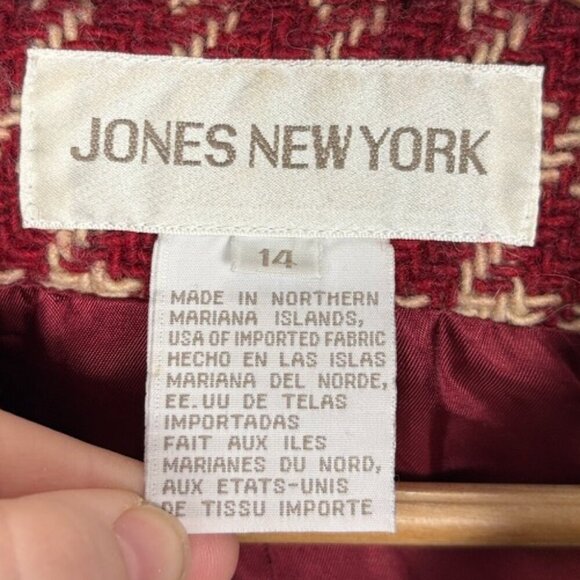 JONES NEW YORK
14
MADE IN NORTHERN
MARIANA ISLANDS,
USA OF IMPORTED FABRIC
HECHO EN LAS ISLAS
MARIANA DEL NORDE,
EE.UU DE TELAS
IMPORTADAS
FAIT AUX ILES
MARIANES DU NORD,
AUX ETATS-UNIS
DE TISSU IMPORTE